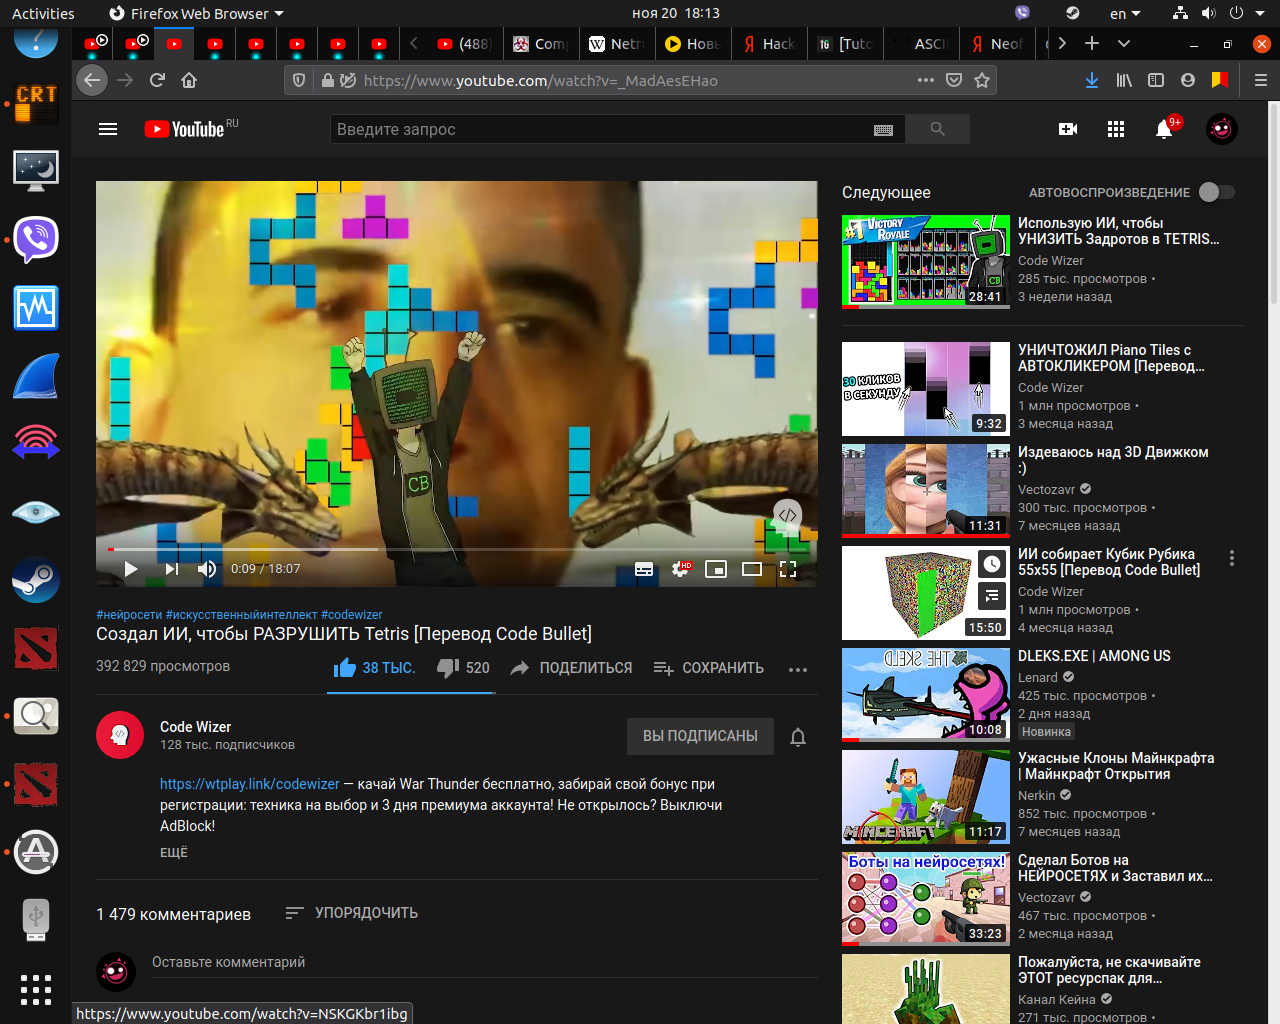 Activities
Firefox Web Browser
ноя 20 18:13
en
(488)
Com
Netr
Новь
Hack
[Tuto
ASCII
Neof
https://www.youtube.com/watch?v=_MadAesEHao
YouTube RU
Введите запрос
9+
CRT
CB
0:09 / 18:07
HD
#нейросети #искусственныйинтеллект #codewizer
Создал ИИ, чтобы РАЗРУШИТЬ Tetris [Перевод Code Bullet]
392 829 просмотров
38 ТЫС.
520
ПОДЕЛИТЬСЯ
СОХРАНИТЬ
Code Wizer
128 тыс. подписчиков
ВЫ ПОДПИСАНЫ
https://wtplay.link/codewizer — качай War Thunder бесплатно, забирай свой бонус при
регистрации: техника на выбор и 3 дня премиума аккаунта! Не открылось? Выключи
AdBlock!
ЕЩЁ
1 479 комментариев
УПОРЯДОЧИТЬ
Оставьте комментарий
https://www.youtube.com/watch?v=NSKGKbr1ibg
Следующее
АВТОВОСПРОИЗВЕДЕНИЕ
#1 VICTORY ROYALE
CB
28:41
Использую ИИ, чтобы
УНИЗИТЬ Задротов в TETRIS...
Code Wizer
285 тыс. просмотров •
3 недели назад
30 КЛИКОВ
В СЕКУНДУ
9:32
УНИЧТОЖИЛ Piano Tiles с
АВТОКЛИКЕРОМ [Перевод...
Code Wizer
1 млн просмотров •
3 месяца назад
11:31
Издеваюсь над 3D Движком
:)
Vectozavr
300 тыс. просмотров •
7 месяцев назад
15:50
ИИ собирает Кубик Рубика
55x55 [Перевод Code Bullet]
Code Wizer
1 млн просмотров •
4 месяца назад
THE SKELD
10:08
DLEKS.EXE | AMONG US
Lenard
425 тыс. просмотров •
2 дня назад
Новинка
MINCERAFT
11:17
Ужасные Клоны Майнкрафта
| Майнкрафт Открытия
Nerkin
852 тыс. просмотров •
7 месяцев назад
Боты на нейросетях!
33:23
Сделал Ботов на
НЕЙРОСЕТЯХ и Заставил их...
Vectozavr
467 тыс. просмотров •
2 месяца назад
Пожалуйста, не скачивайте
ЭТОТ ресурспак для...
Канал Кейна
271 тыс. просмотров •